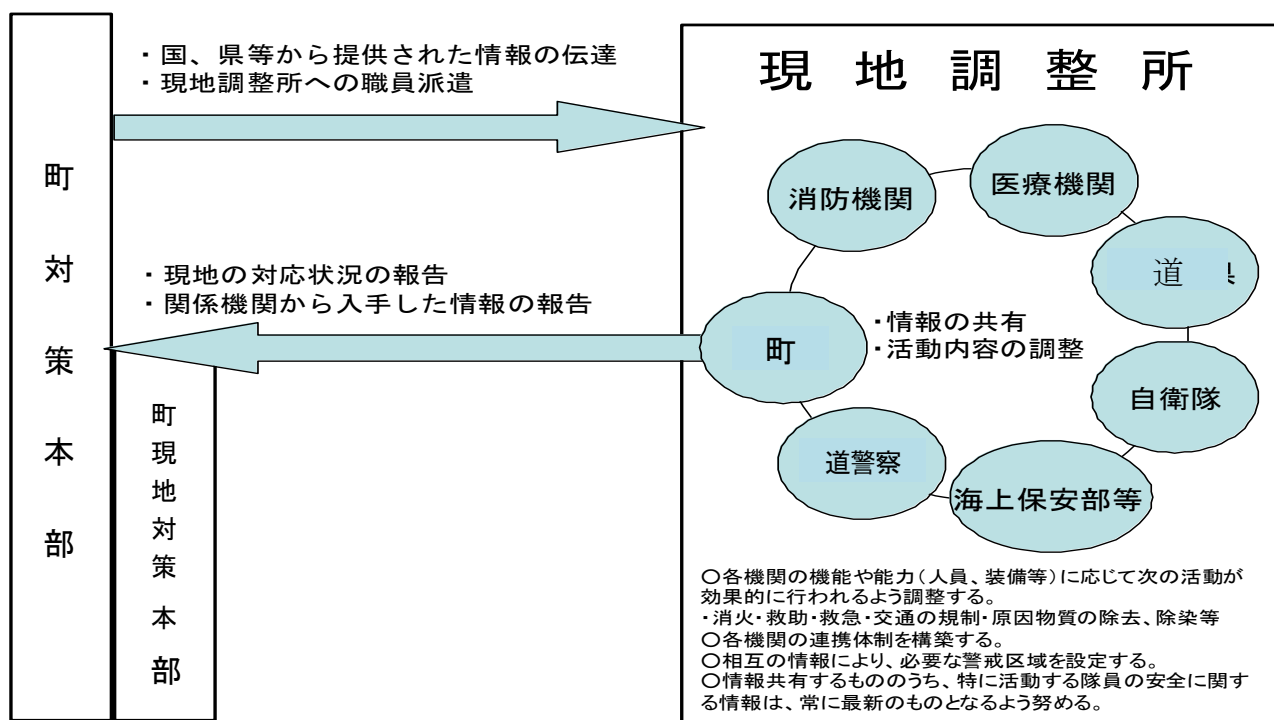 ・国、県等から提供された情報の伝達
・現地調整所への職員派遣
町対策本部
・現地の対応状況の報告
・関係機関から入手した情報の報告
町現地対策本部
現地調整所
消防機関
医療機関
道
町
・情報の共有
・活動内容の調整
自衛隊
道警察
海上保安部等
〇各機関の機能や能力(人員、装備等)に応じて次の活動が
効果的に行われるよう調整する。
・消火・救助・救急・交通の規制・原因物質の除去、除染等
〇各機関の連携体制を構築する。
〇相互の情報により、必要な警戒区域を設定する。
〇情報共有するもののうち、特に活動する隊員の安全に関す
る情報は、常に最新のものとなるよう努める。